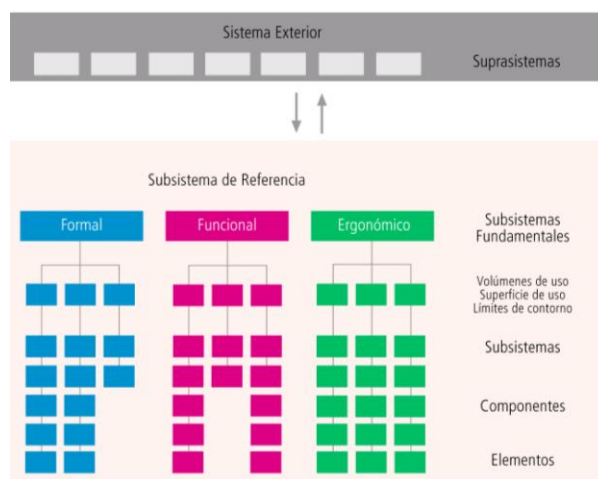 Sistema Exterior
Suprasistemas
Subsistema de Referencia
Formal
Funcional
Ergonómico
Subsistemas
Fundamentales
Volúmenes de uso
Superficie de uso
Límites de contorno
Subsistemas
Componentes
Elementos